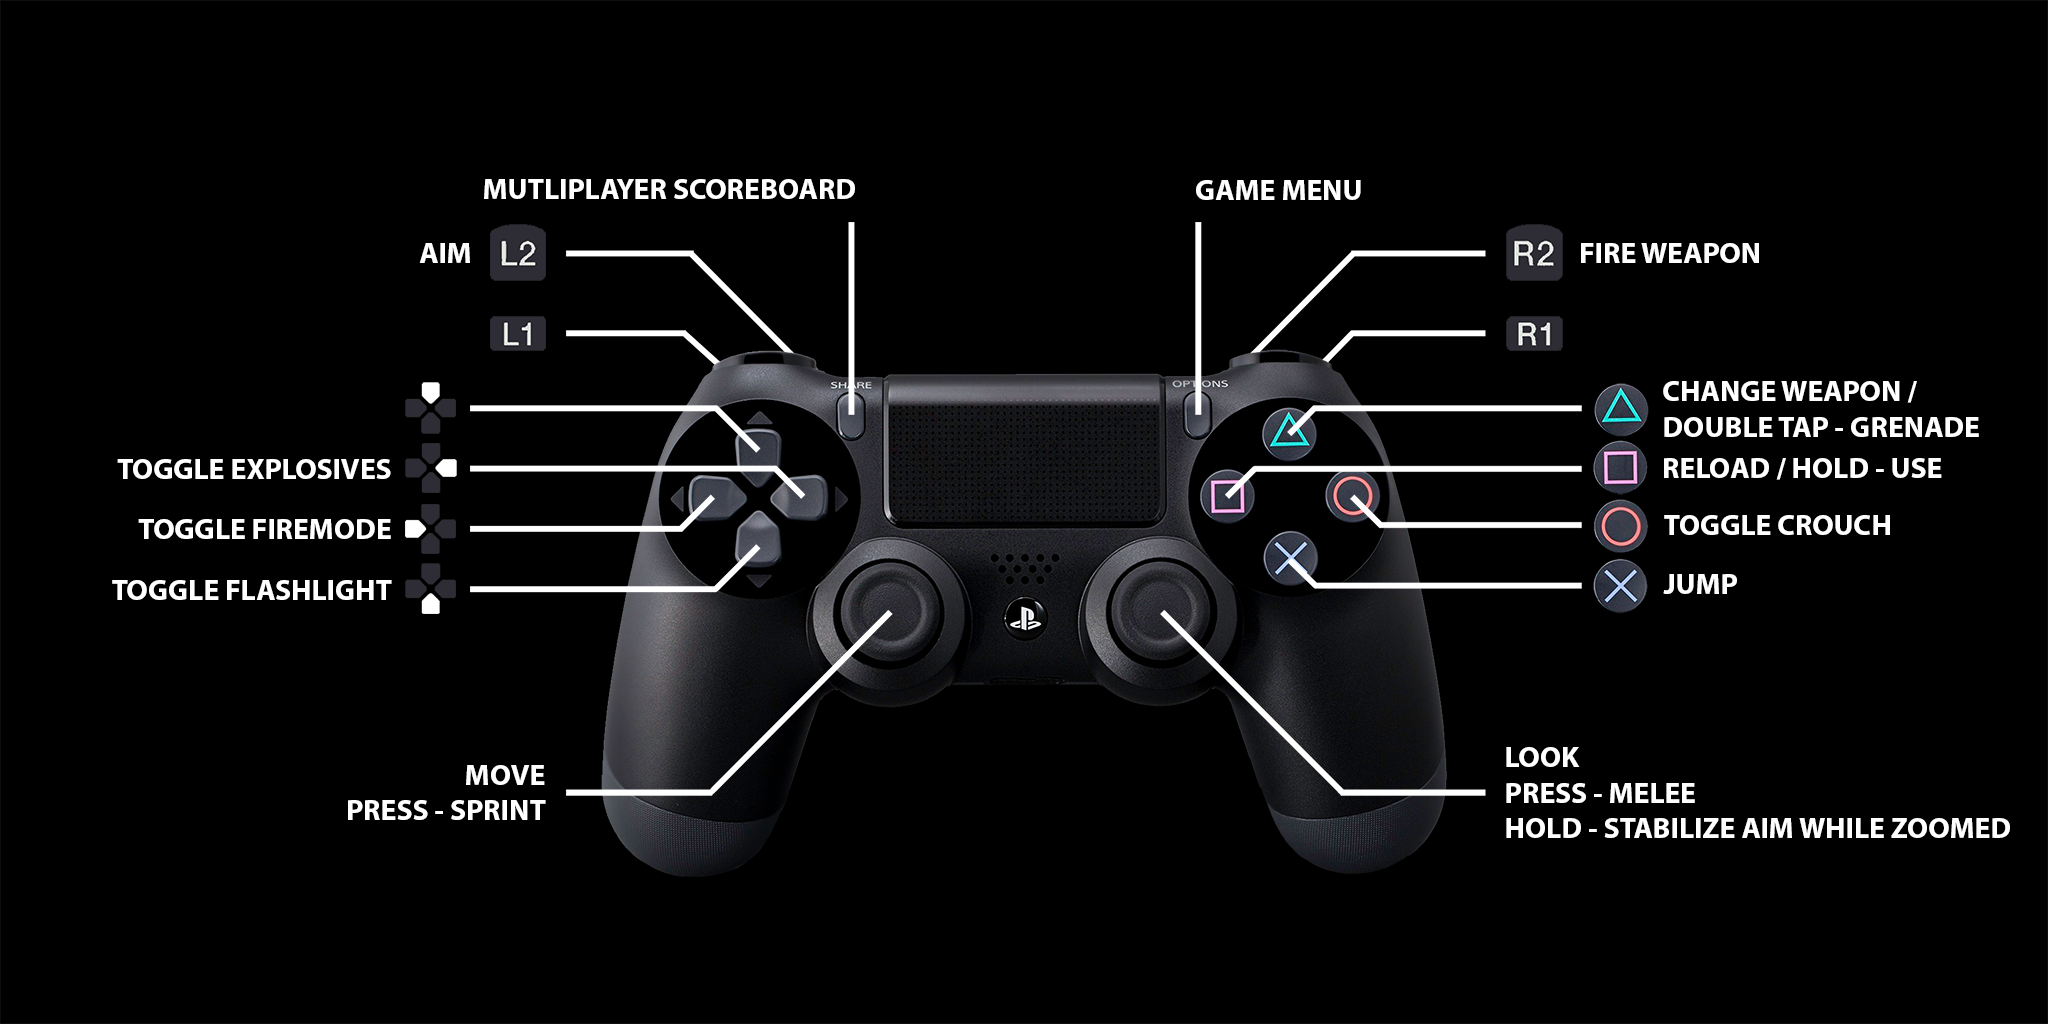 MUTLIPLAYER SCOREBOARD
GAME MENU
AIM L2
R2 FIRE WEAPON
L1
R1
SHARE
OPTIONS
CHANGE WEAPON /
DOUBLE TAP - GRENADE
TOGGLE EXPLOSIVES
RELOAD / HOLD - USE
TOGGLE FIREMODE
TOGGLE CROUCH
TOGGLE FLASHLIGHT
JUMP
MOVE
PRESS - SPRINT
LOOK
PRESS - MELEE
HOLD - STABILIZE AIM WHILE ZOOMED